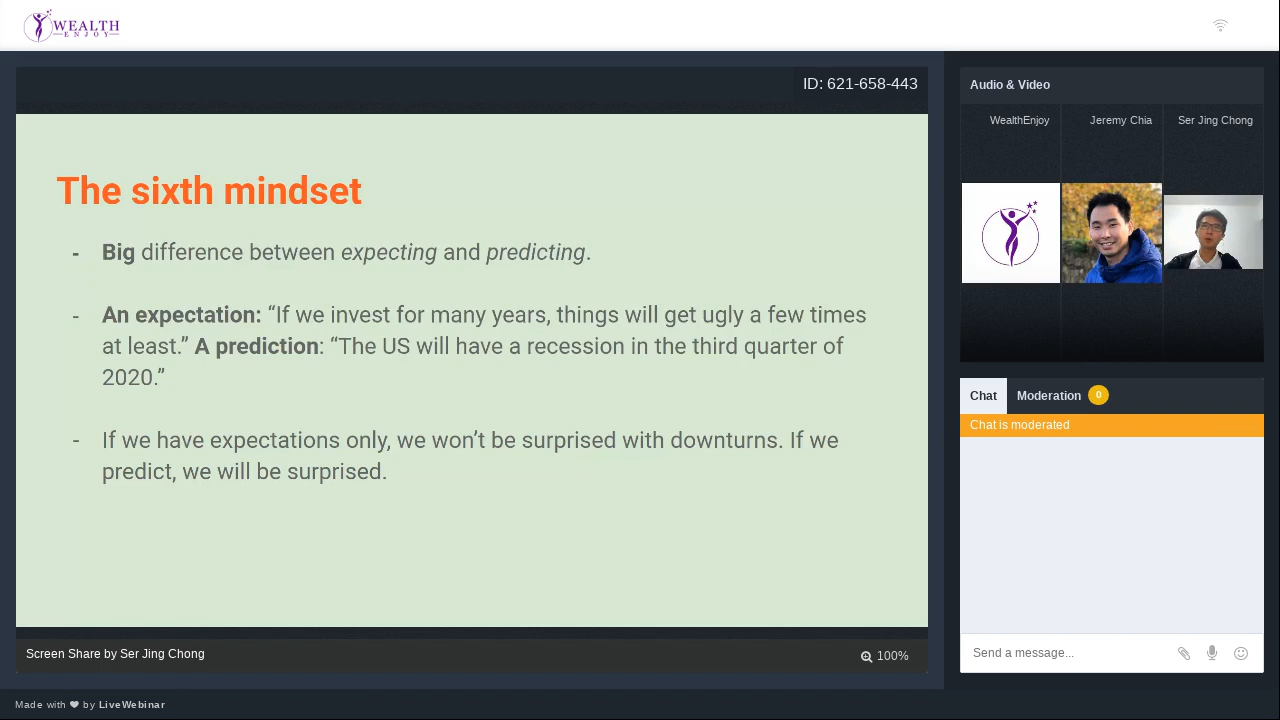 WEALTH
ENJOY
ID: 621-658-443
The sixth mindset
- Big difference between expecting and predicting.
- An expectation: “If we invest for many years, things will get ugly a few times
at least.” A prediction: “The US will have a recession in the third quarter of
2020.”
- If we have expectations only, we won’t be surprised with downturns. If we
predict, we will be surprised.
Screen Share by Ser Jing Chong
100%
Audio & Video
WealthEnjoy
Jeremy Chia
Ser Jing Chong
Chat
Moderation 0
Chat is moderated
Send a message...
Made with ❤ by LiveWebinar